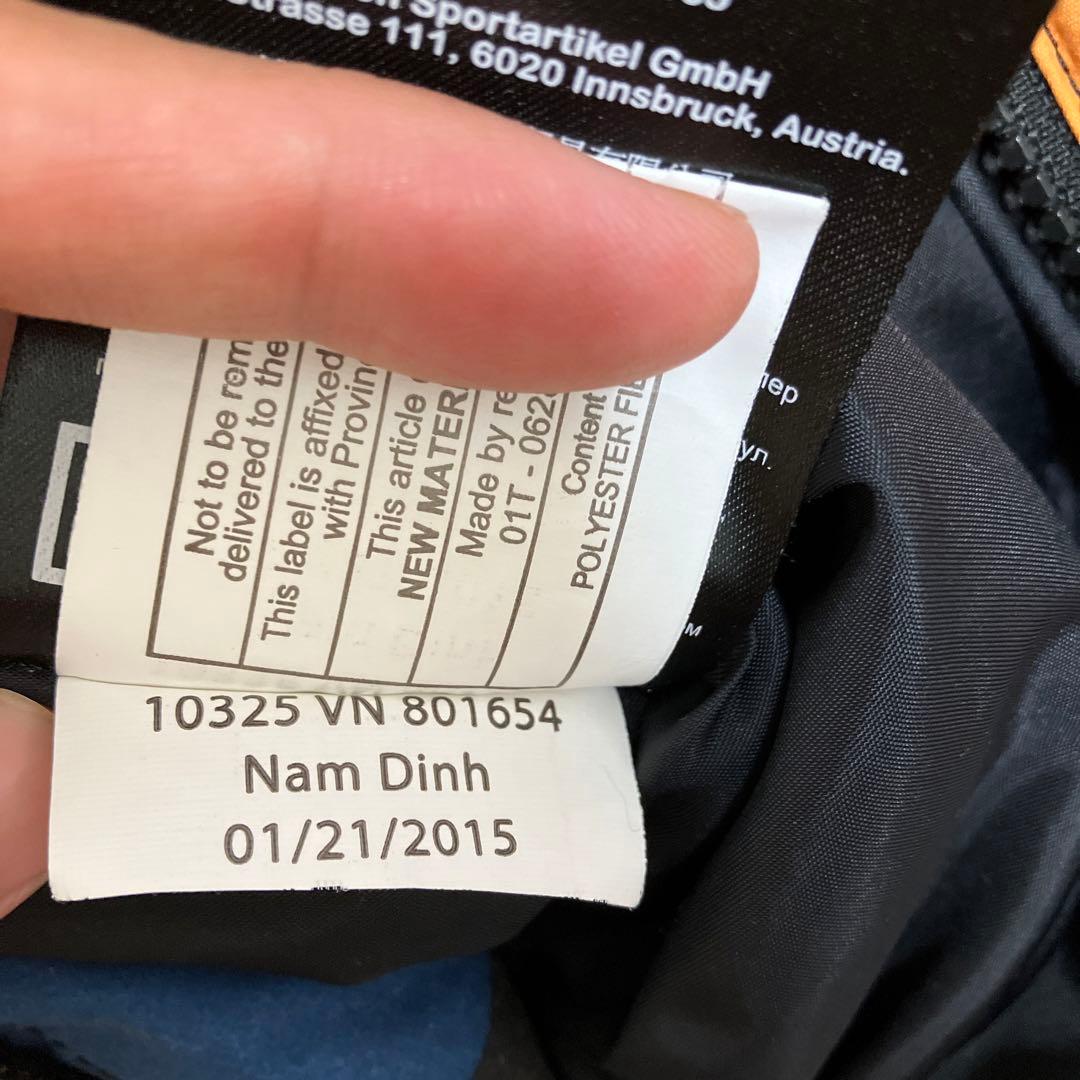 Sportartikel GmbH
strasse 111, 6020 Innsbruck, Austria.
Not to be rem
delivered to the
This label is affixed
with Provin
This article
NEW MATER
Made by re
01T - 062
Content
POLYESTER FI
пер
ул.
10325 VN 801654
Nam Dinh
01/21/2015